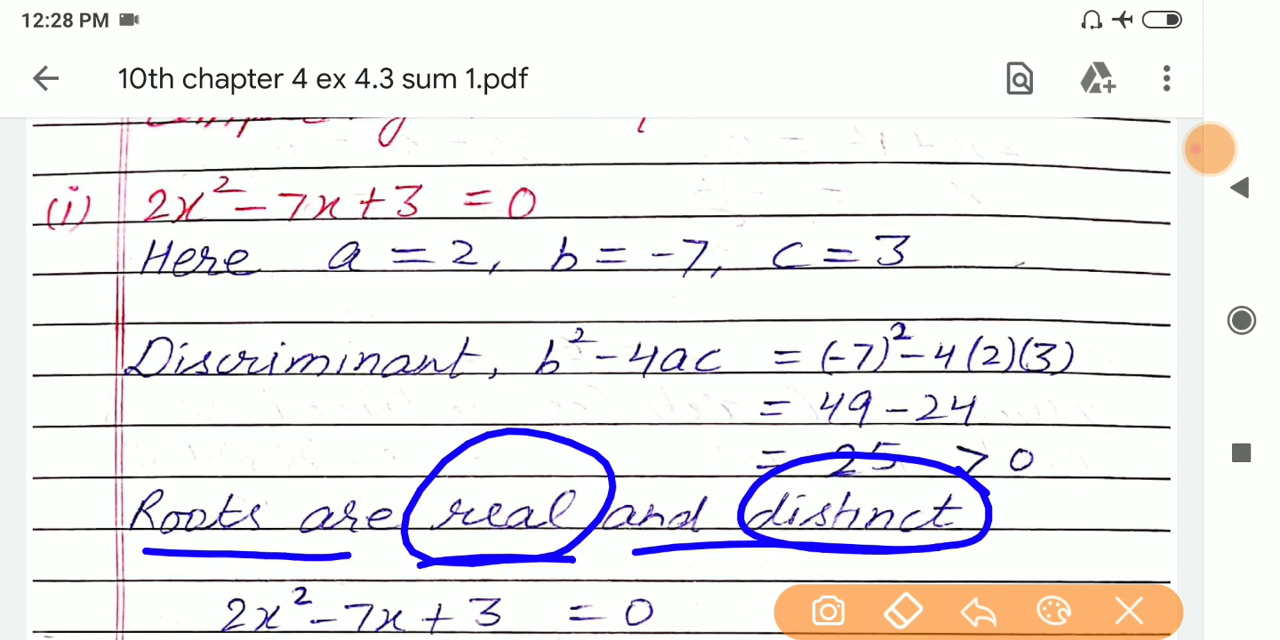 12:28 PM
10th chapter 4 ex 4.3 sum 1.pdf
(i) 2x² - 7x + 3 = 0
Here a = 2, b = -7, c = 3
Discriminant, b² - 4ac = (-7)² - 4(2)(3)
= 49 - 24
= 25 > 0
Roots are real and distinct
2x² - 7x + 3 = 0